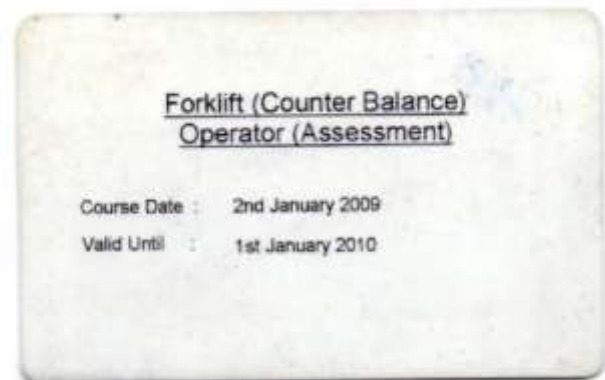 Forklift (Counter Balance)
Operator (Assessment)
Course Date : 2nd January 2009
Valid Until : 1st January 2010